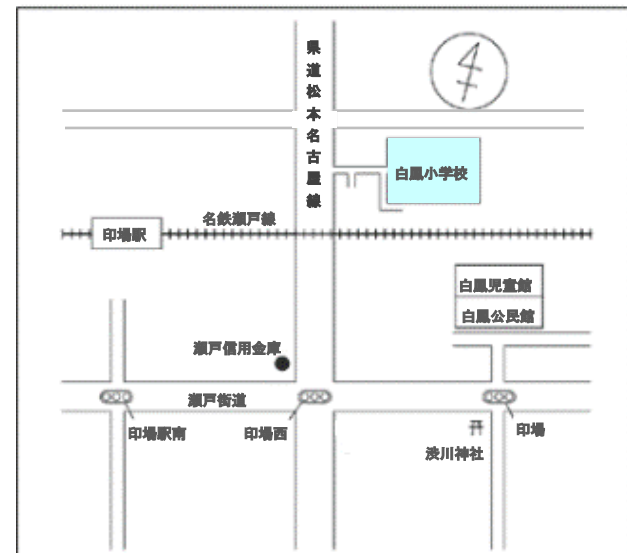 県道松本名古屋線
白鳳小学校
名鉄瀬戸線
印場駅
白鳳児童館
白鳳公民館
瀬戸信用金庫
瀬戸街道
印場駅南
印場西
印場
渋川神社